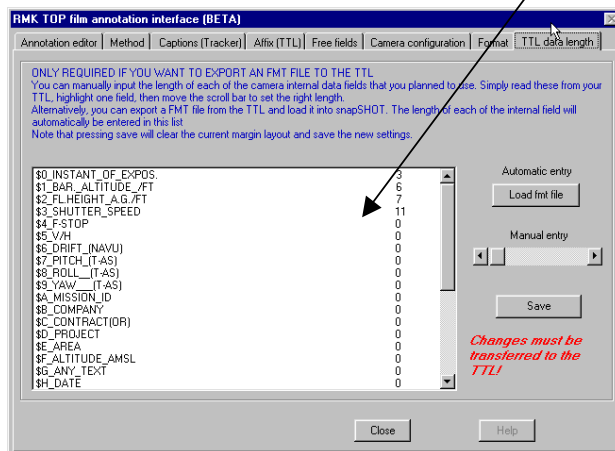 RMK TOP film annotation interface (BETA)
Annotation editor Method Captions (Tracker) Affix (TTL) Free fields Camera configuration Format TTL data length
ONLY REQUIRED IF YOU WANT TO EXPORT AN FMT FILE TO THE TTL
You can manually input the length of each of the camera internal data fields that you planned to use. Simply read these from your
TTL, highlight one field, then move the scroll bar to set the right length.
Alternatively, you can export a FMT file from the TTL and load it into snapSHOT. The length of each of the internal field will
automatically be entered in this list
Note that pressing save will clear the current margin layout and save the new settings.
$0_INSTANT_OF_EXPOS. 3
$1_BAR._ALTITUDE_/FT 6
$2_FL.HEIGHT_A.G./FT 7
$3_SHUTTER_SPEED 11
$4_F-STOP 0
$5_V/H 0
$6_DRIFT_(NAVU) 0
$7_PITCH_(T-AS) 0
$8_ROLL__(T-AS) 0
$9_YAW___(T-AS) 0
$A_MISSION_ID 0
$B_COMPANY 0
$C_CONTRACT(OR) 0
$D_PROJECT 0
$E_AREA 0
$F_ALTITUDE_AMSL 0
$G_ANY_TEXT 0
$H_DATE 0
Automatic entry
Load fmt file
Manual entry
Save
Changes must be
transferred to the
TTL!
Close Help